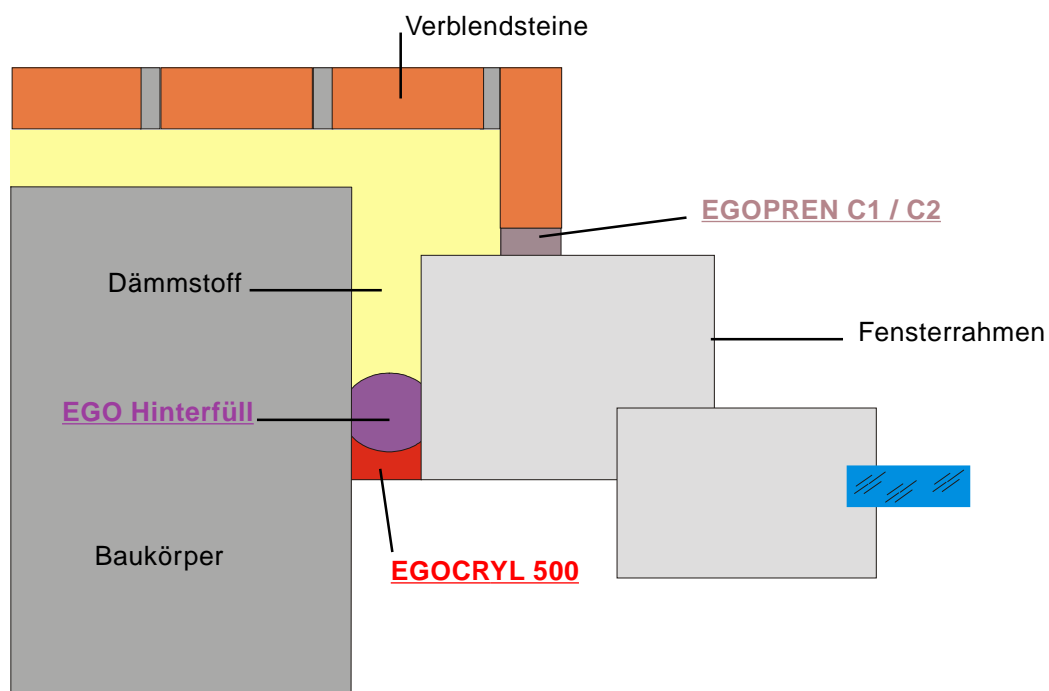 Verblendsteine
EGOPREN C1 / C2
Dämmstoff
Fensterrahmen
EGO Hinterfüll
Baukörper
EGOCRYL 500